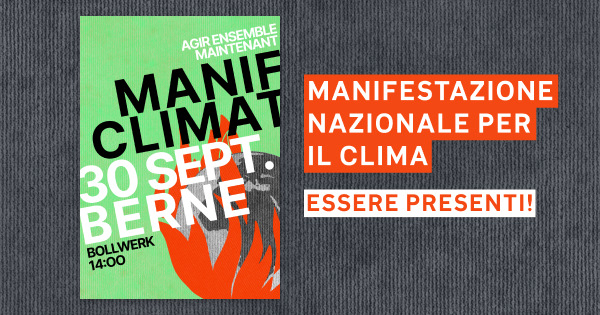 AGIR ENSEMBLE
MAINTENANT
MANIF
CLIMAT
30 SEPT.
BERNE
BOLLWERK
14:00
MANIFESTAZIONE
NAZIONALE PER
IL CLIMA
ESSERE PRESENTI!